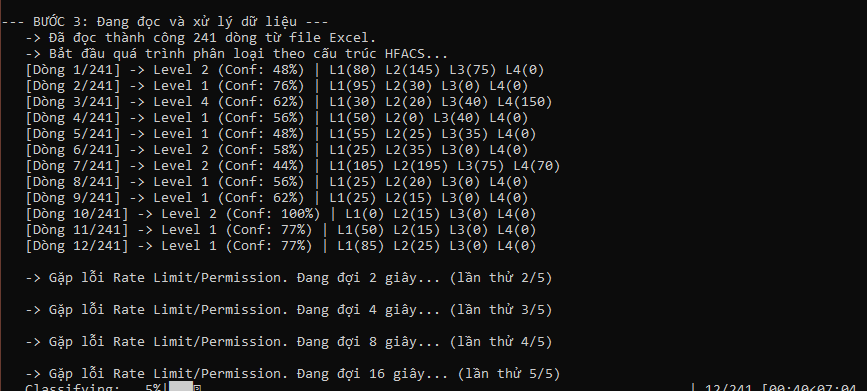 --- BƯỚC 3: Đang đọc và xử lý dữ liệu ---
-> Đã đọc thành công 241 dòng từ file Excel.
-> Bắt đầu quá trình phân loại theo cấu trúc HFACS...
[Dòng 1/241] -> Level 2 (Conf: 48%) | L1(80) L2(145) L3(75) L4(0)
[Dòng 2/241] -> Level 1 (Conf: 76%) | L1(95) L2(30) L3(0) L4(0)
[Dòng 3/241] -> Level 4 (Conf: 62%) | L1(30) L2(20) L3(40) L4(150)
[Dòng 4/241] -> Level 1 (Conf: 56%) | L1(50) L2(0) L3(40) L4(0)
[Dòng 5/241] -> Level 1 (Conf: 48%) | L1(55) L2(25) L3(35) L4(0)
[Dòng 6/241] -> Level 2 (Conf: 58%) | L1(25) L2(35) L3(0) L4(0)
[Dòng 7/241] -> Level 2 (Conf: 44%) | L1(105) L2(195) L3(75) L4(70)
[Dòng 8/241] -> Level 1 (Conf: 56%) | L1(25) L2(20) L3(0) L4(0)
[Dòng 9/241] -> Level 1 (Conf: 62%) | L1(25) L2(15) L3(0) L4(0)
[Dòng 10/241] -> Level 2 (Conf: 100%) | L1(0) L2(15) L3(0) L4(0)
[Dòng 11/241] -> Level 1 (Conf: 77%) | L1(50) L2(15) L3(0) L4(0)
[Dòng 12/241] -> Level 1 (Conf: 77%) | L1(85) L2(25) L3(0) L4(0)
-> Gặp lỗi Rate Limit/Permission. Đang đợi 2 giây... (lần thử 2/5)
-> Gặp lỗi Rate Limit/Permission. Đang đợi 4 giây... (lần thử 3/5)
-> Gặp lỗi Rate Limit/Permission. Đang đợi 8 giây... (lần thử 4/5)
-> Gặp lỗi Rate Limit/Permission. Đang đợi 16 giây... (lần thử 5/5)
Classifying: 5%| | 12/241 [00:40<07:04